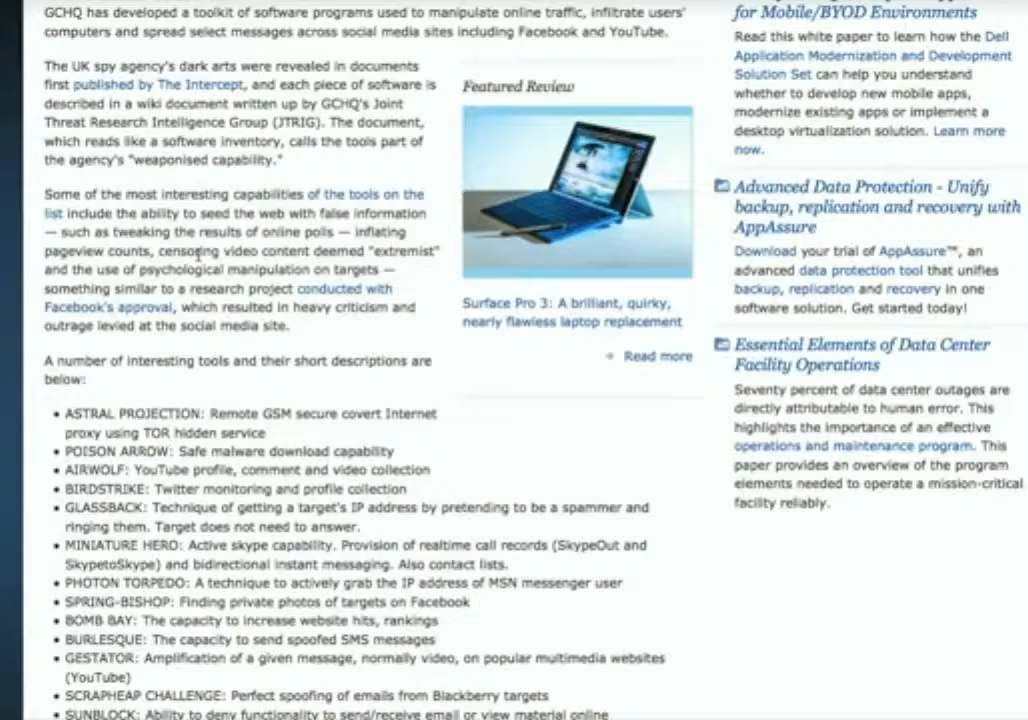 GCHQ has developed a toolkit of software programs used to manipulate online traffic, infiltrate users'
computers and spread select messages across social media sites including Facebook and YouTube.
The UK spy agency's dark arts were revealed in documents
first published by The Intercept, and each piece of software is
described in a wiki document written up by GCHQ's Joint
Threat Research Intelligence Group (JTRIG). The document,
which reads like a software inventory, calls the tools part of
the agency's "weaponised capability."
Some of the most interesting capabilities of the tools on the
list include the ability to seed the web with false information
— such as tweaking the results of online polls — inflating
pageview counts, censoring video content deemed "extremist"
and the use of psychological manipulation on targets —
something similar to a research project conducted with
Facebook's approval, which resulted in heavy criticism and
outrage levied at the social media site.
A number of interesting tools and their short descriptions are
below:
• ASTRAL PROJECTION: Remote GSM secure covert Internet
proxy using TOR hidden service
• POISON ARROW: Safe malware download capability
• AIRWOLF: YouTube profile, comment and video collection
• BIRDSTRIKE: Twitter monitoring and profile collection
• GLASSBACK: Technique of getting a target's IP address by pretending to be a spammer and
ringing them. Target does not need to answer.
• MINIATURE HERO: Active skype capability. Provision of realtime call records (SkypeOut and
SkypetoSkype) and bidirectional instant messaging. Also contact lists.
• PHOTON TORPEDO: A technique to actively grab the IP address of MSN messenger user
• SPRING-BISHOP: Finding private photos of targets on Facebook
• BOMB BAY: The capacity to increase website hits, rankings
• BURLESQUE: The capacity to send spoofed SMS messages
• GESTATOR: Amplification of a given message, normally video, on popular multimedia websites
(YouTube)
• SCRAPHEAP CHALLENGE: Perfect spoofing of emails from Blackberry targets
• SUNBLOCK: Ability to deny functionality to send/receive email or view material online
Featured Review
Surface Pro 3: A brilliant, quirky,
nearly flawless laptop replacement
Read more
for Mobile/BYOD Environments
Read this white paper to learn how the Dell
Application Modernization and Development
Solution Set can help you understand
whether to develop new mobile apps,
modernize existing apps or implement a
desktop virtualization solution. Learn more
now.
Advanced Data Protection - Unify
backup, replication and recovery with
AppAssure
Download your trial of AppAssure™, an
advanced data protection tool that unifies
backup, replication and recovery in one
software solution. Get started today!
Essential Elements of Data Center
Facility Operations
Seventy percent of data center outages are
directly attributable to human error. This
highlights the importance of an effective
operations and maintenance program. This
paper provides an overview of the program
elements needed to operate a mission-critical
facility reliably.